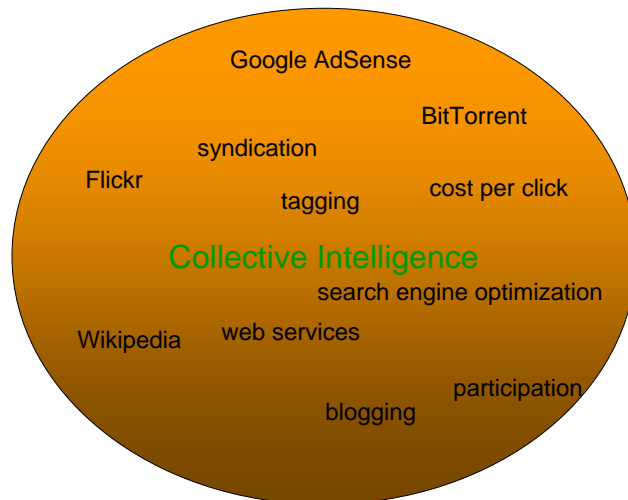 Google AdSense
BitTorrent
syndication
Flickr
cost per click
tagging
Collective Intelligence
search engine optimization
web services
Wikipedia
participation
blogging